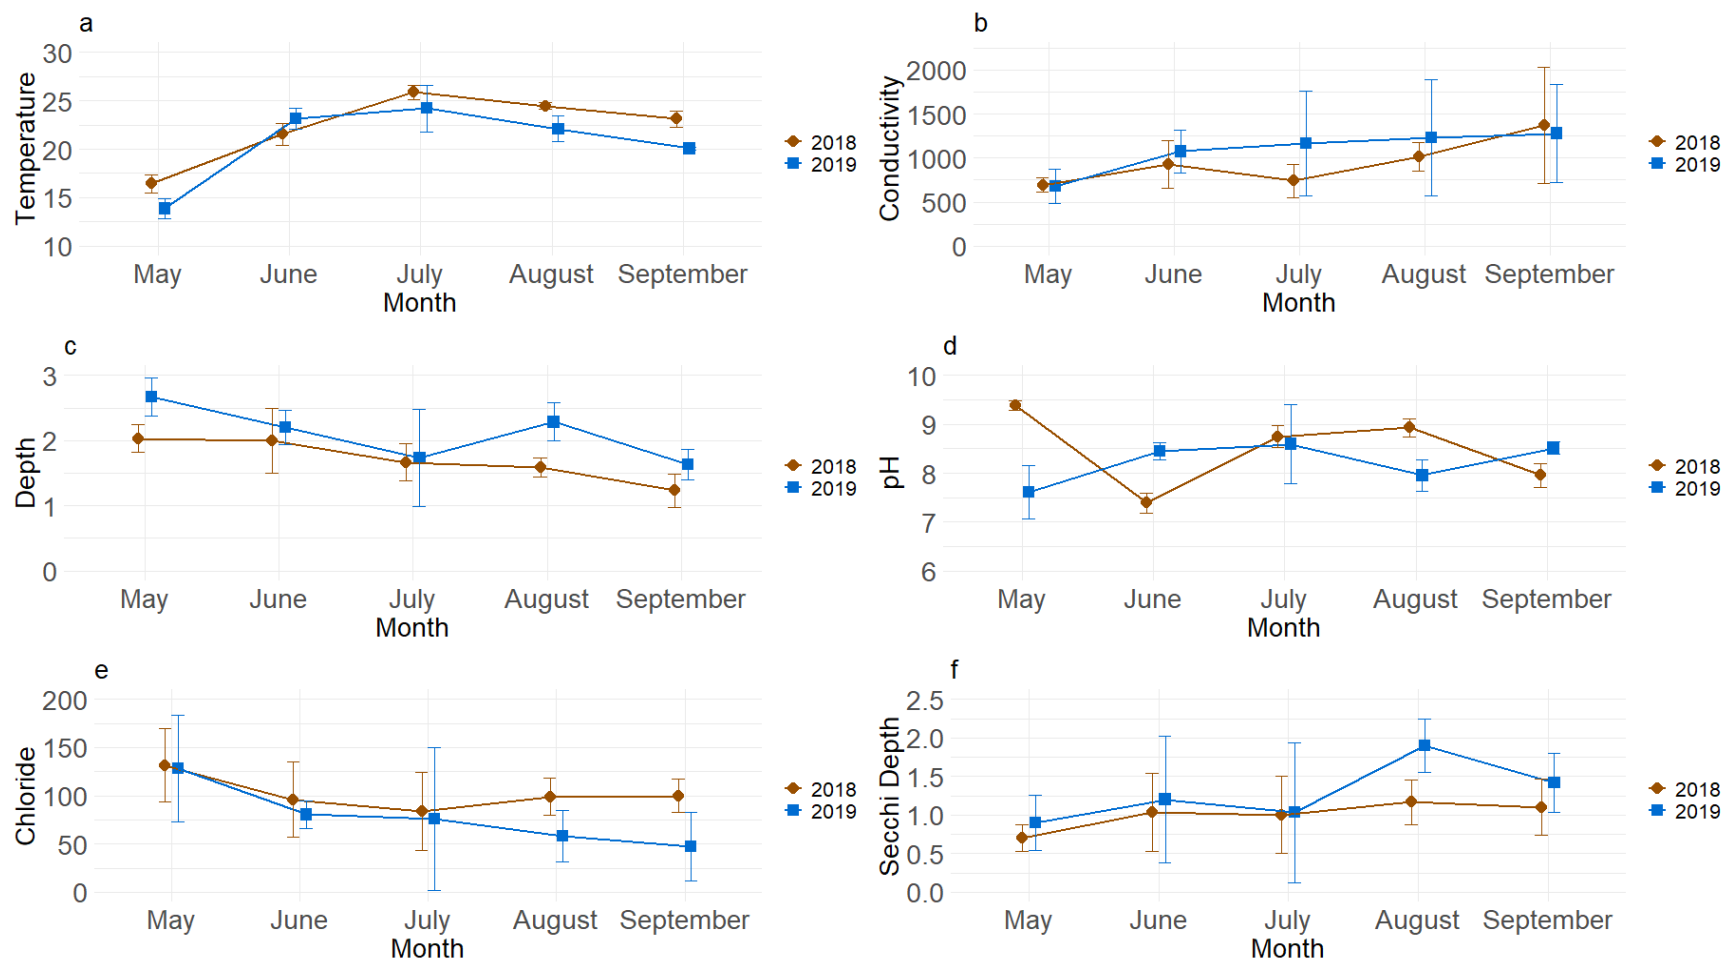 a
Temperature
30
25
20
15
10
May June July August September
Month
2018
2019
b
Conductivity
2000
1500
1000
500
0
May June July August September
Month
2018
2019
c
Depth
3
2
1
0
May June July August September
Month
2018
2019
d
pH
10
9
8
7
6
May June July August September
Month
2018
2019
e
Chloride
200
150
100
50
0
May June July August September
Month
2018
2019
f
Secchi Depth
2.5
2.0
1.5
1.0
0.5
0.0
May June July August September
Month
2018
2019